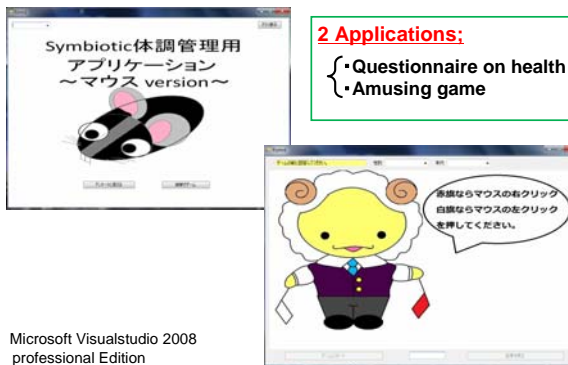 Symbiotic体調管理用
アプリケーション
～マウス version～
2 Applications;
・Questionnaire on health
・Amusing game
赤旗ならマウスの右クリック
白旗ならマウスの左クリック
を押してください。
Microsoft Visualstudio 2008
professional Edition